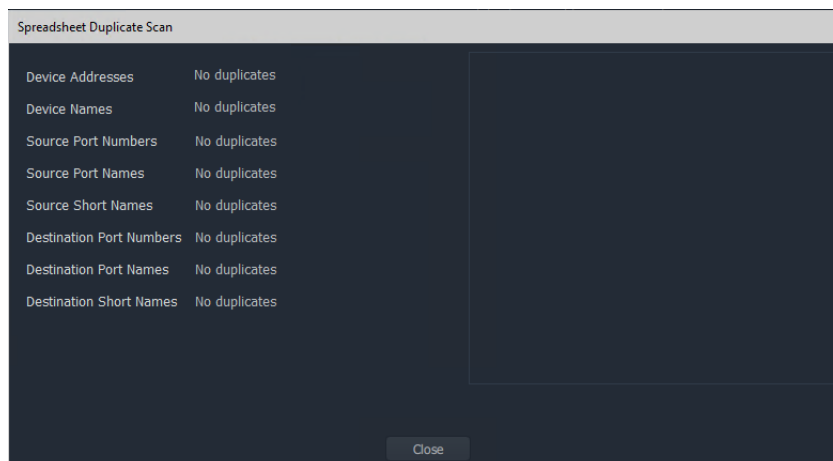 Spreadsheet Duplicate Scan
Device Addresses No duplicates
Device Names No duplicates
Source Port Numbers No duplicates
Source Port Names No duplicates
Source Short Names No duplicates
Destination Port Numbers No duplicates
Destination Port Names No duplicates
Destination Short Names No duplicates
Close